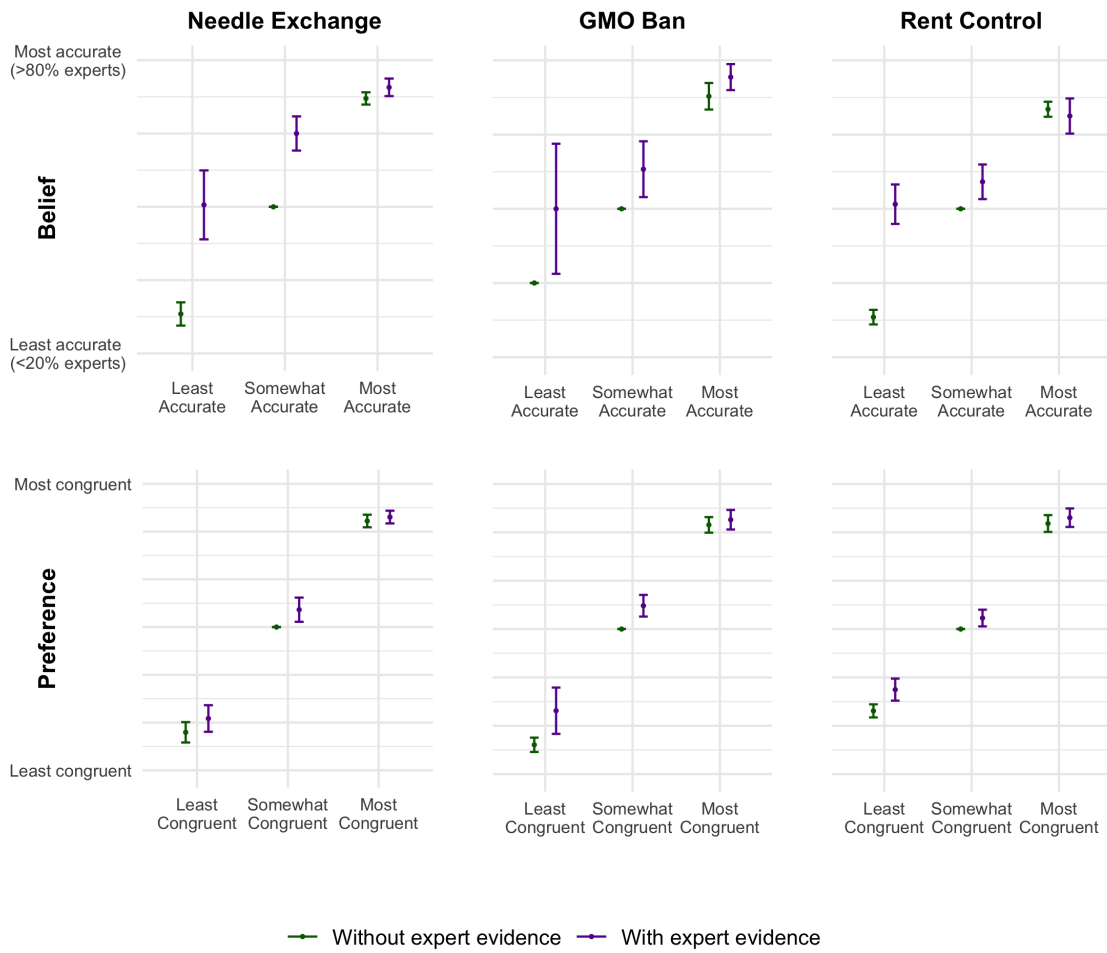 Needle Exchange
GMO Ban
Rent Control
Most accurate
(>80% experts)
Belief
Least accurate
(<20% experts)
Least
Accurate
Somewhat
Accurate
Most
Accurate
Least
Accurate
Somewhat
Accurate
Most
Accurate
Least
Accurate
Somewhat
Accurate
Most
Accurate
Most congruent
Preference
Least congruent
Least
Congruent
Somewhat
Congruent
Most
Congruent
Least
Congruent
Somewhat
Congruent
Most
Congruent
Least
Congruent
Somewhat
Congruent
Most
Congruent
Without expert evidence
With expert evidence